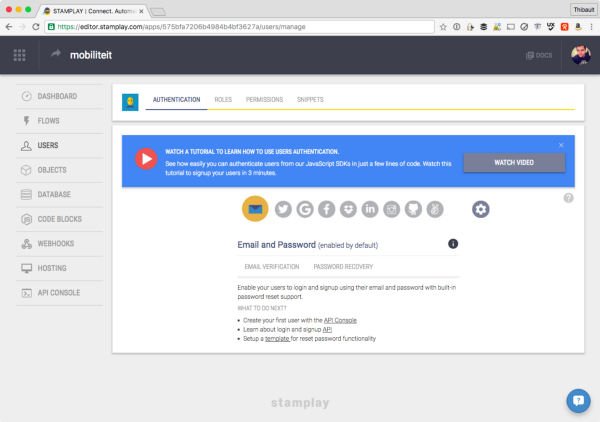 STAMPLAY | Connect. Autom
Thibault
https://editor.stamplay.com/apps/575bfa7206b4984b4bf3627a/users/manage
mobiliteit
DOCS
DASHBOARD
FLOWS
USERS
OBJECTS
DATABASE
CODE BLOCKS
WEBHOOKS
HOSTING
API CONSOLE
AUTHENTICATION ROLES PERMISSIONS SNIPPETS
WATCH A TUTORIAL TO LEARN HOW TO USE USERS AUTHENTICATION.
See how easily you can authenticate users from our JavaScript SDKs in just a few lines of code. Watch this
tutorial to signup your users in 3 minutes.
WATCH VIDEO
Email and Password (enabled by default)
EMAIL VERIFICATION PASSWORD RECOVERY
Enable your users to login and signup using their email and password with built-in
password reset support.
WHAT TO DO NEXT?
• Create your first user with the API Console
• Learn about login and signup API
• Setup a template for reset password functionality
stamplay